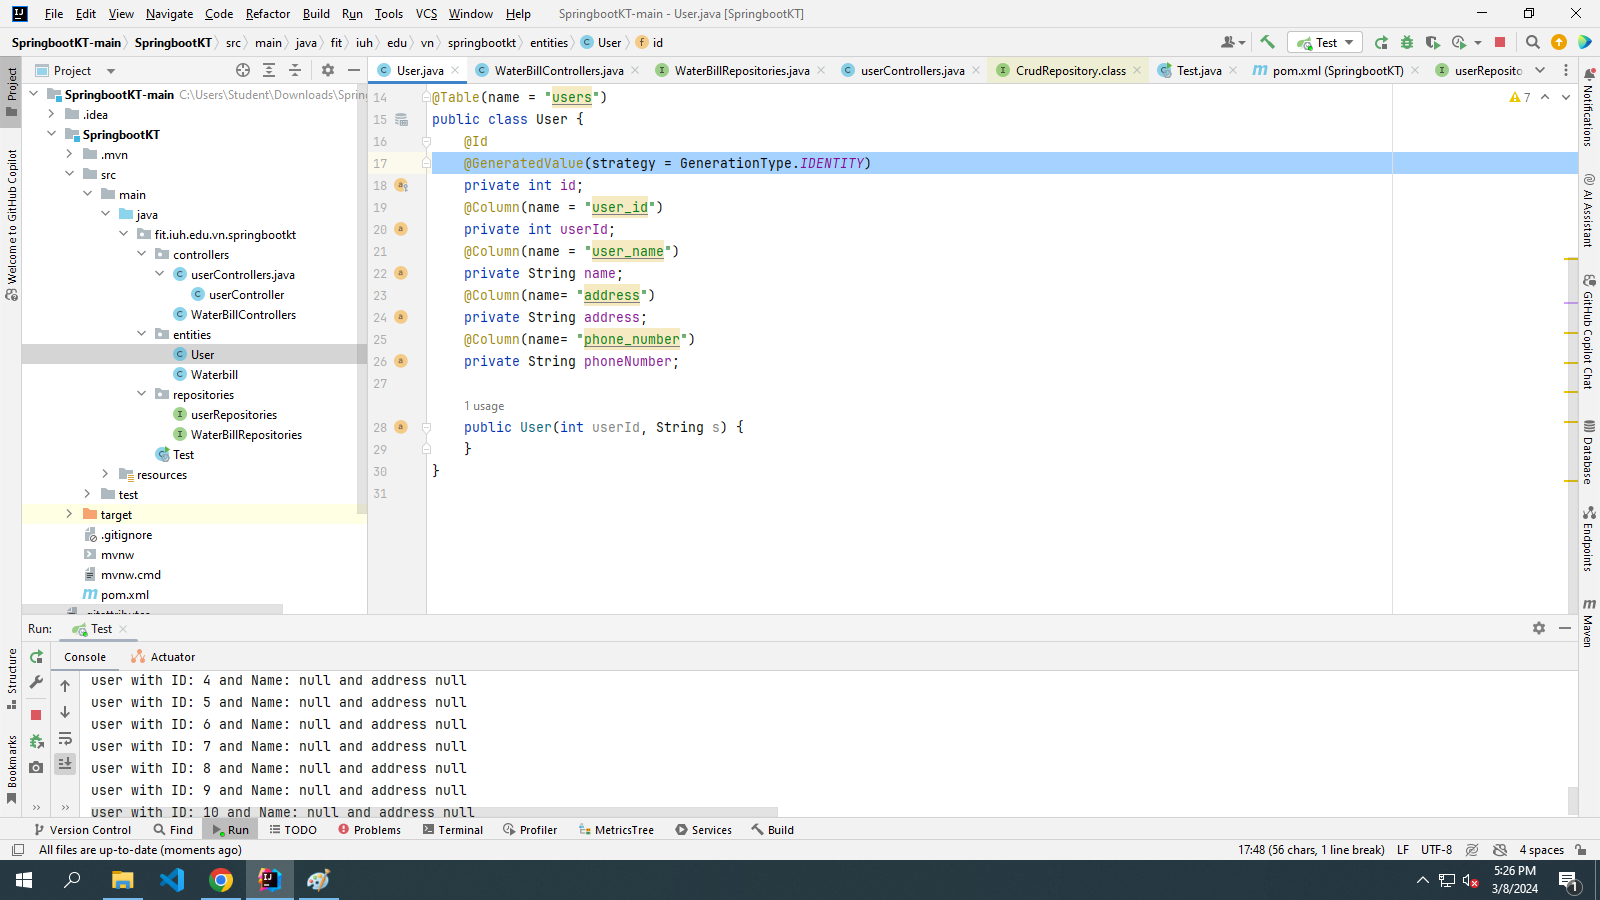 File Edit View Navigate Code Refactor Build Run Tools VCS Window Help SpringbootKT-main - User.java [SpringbootKT]
SpringbootKT-main SpringbootKT src main java fit iuh edu vn springbootkt entities User id
Test
Project
User.java WaterBillControllers.java WaterBillRepositories.java userControllers.java CrudRepository.class Test.java pom.xml (SpringbootKT) userReposito
Project
Welcome to GitHub Copilot
Structure
Bookmarks
SpringbootKT-main C:\Users\Student\Downloads\Spring
.idea
SpringbootKT
.mvn
src
main
java
fit.iuh.edu.vn.springbootkt
controllers
userControllers.java
userController
WaterBillControllers
entities
User
Waterbill
repositories
userRepositories
WaterBillRepositories
Test
resources
test
target
.gitignore
mvnw
mvnw.cmd
pom.xml
.gitattributes
7
14 @Table(name = "users")
15 public class User {
16 @Id
17 @GeneratedValue(strategy = GenerationType.IDENTITY)
18 private int id;
19 @Column(name = "user_id")
20 private int userId;
21 @Column(name = "user_name")
22 private String name;
23 @Column(name= "address")
24 private String address;
25 @Column(name= "phone_number")
26 private String phoneNumber;
27
1 usage
28 public User(int userId, String s) {
29 }
30 }
31
Notifications
AI Assistant
GitHub Copilot Chat
Database
Endpoints
Maven
Run: Test
Console Actuator
user with ID: 4 and Name: null and address null
user with ID: 5 and Name: null and address null
user with ID: 6 and Name: null and address null
user with ID: 7 and Name: null and address null
user with ID: 8 and Name: null and address null
user with ID: 9 and Name: null and address null
user with ID: 10 and Name: null and address null
Version Control Find Run TODO Problems Terminal Profiler MetricsTree Services Build
All files are up-to-date (moments ago) 17:48 (56 chars, 1 line break) LF UTF-8 4 spaces
5:26 PM
3/8/2024
1